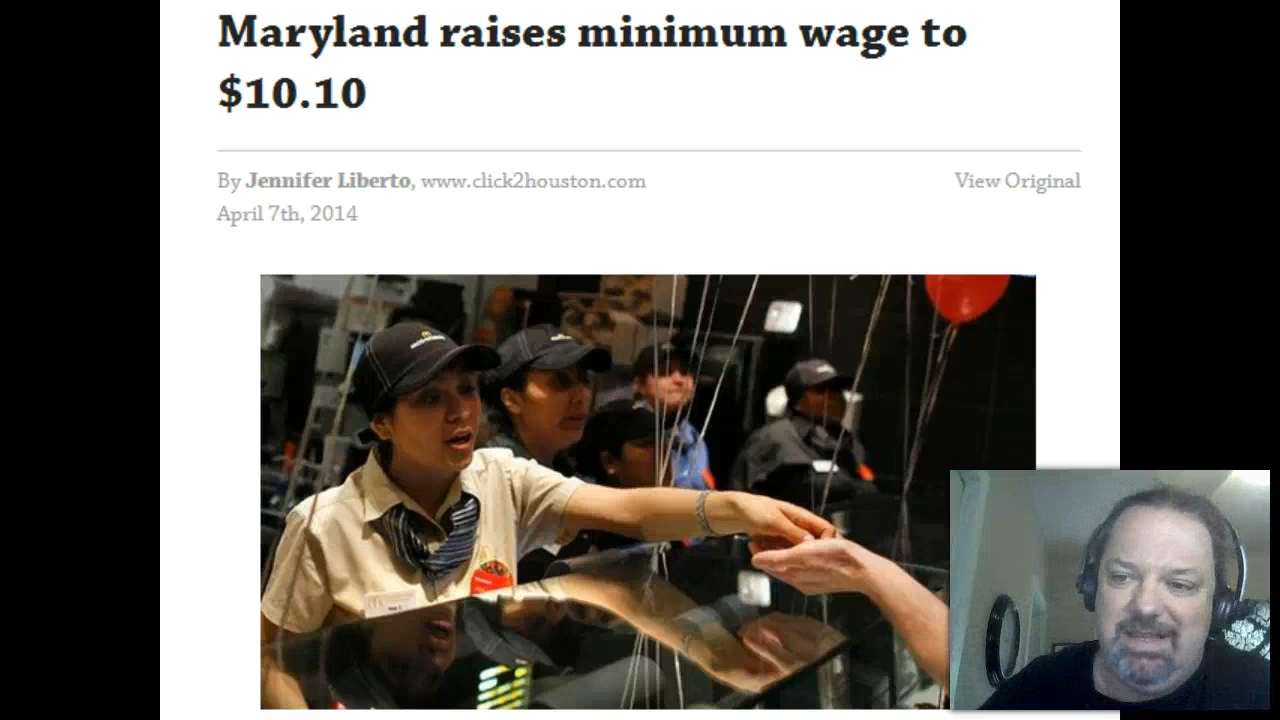 Maryland raises minimum wage to
$10.10
By Jennifer Liberto, www.click2houston.com
View Original
April 7th, 2014